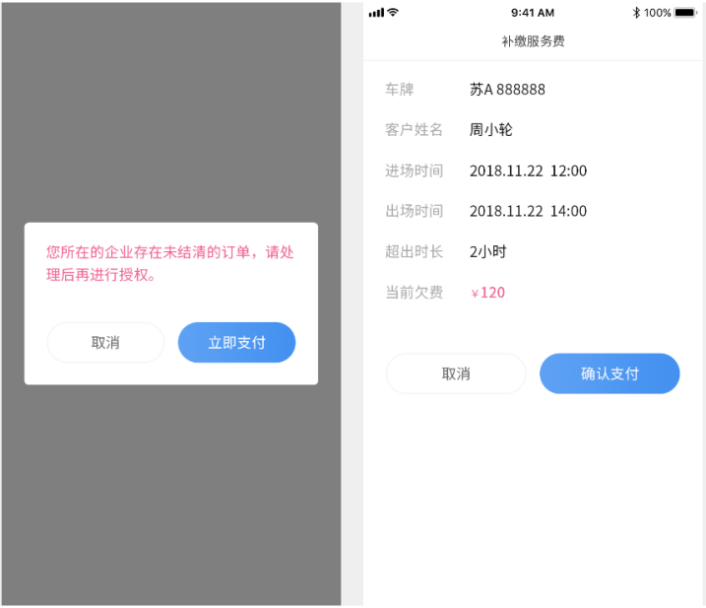 您所在的企业存在未结清的订单，请处
理后再进行授权。
取消
立即支付
9:41 AM
100%
补缴服务费
车牌 苏A 888888
客户姓名 周小轮
进场时间 2018.11.22 12:00
出场时间 2018.11.22 14:00
超出时长 2小时
当前欠费 ¥120
取消
确认支付